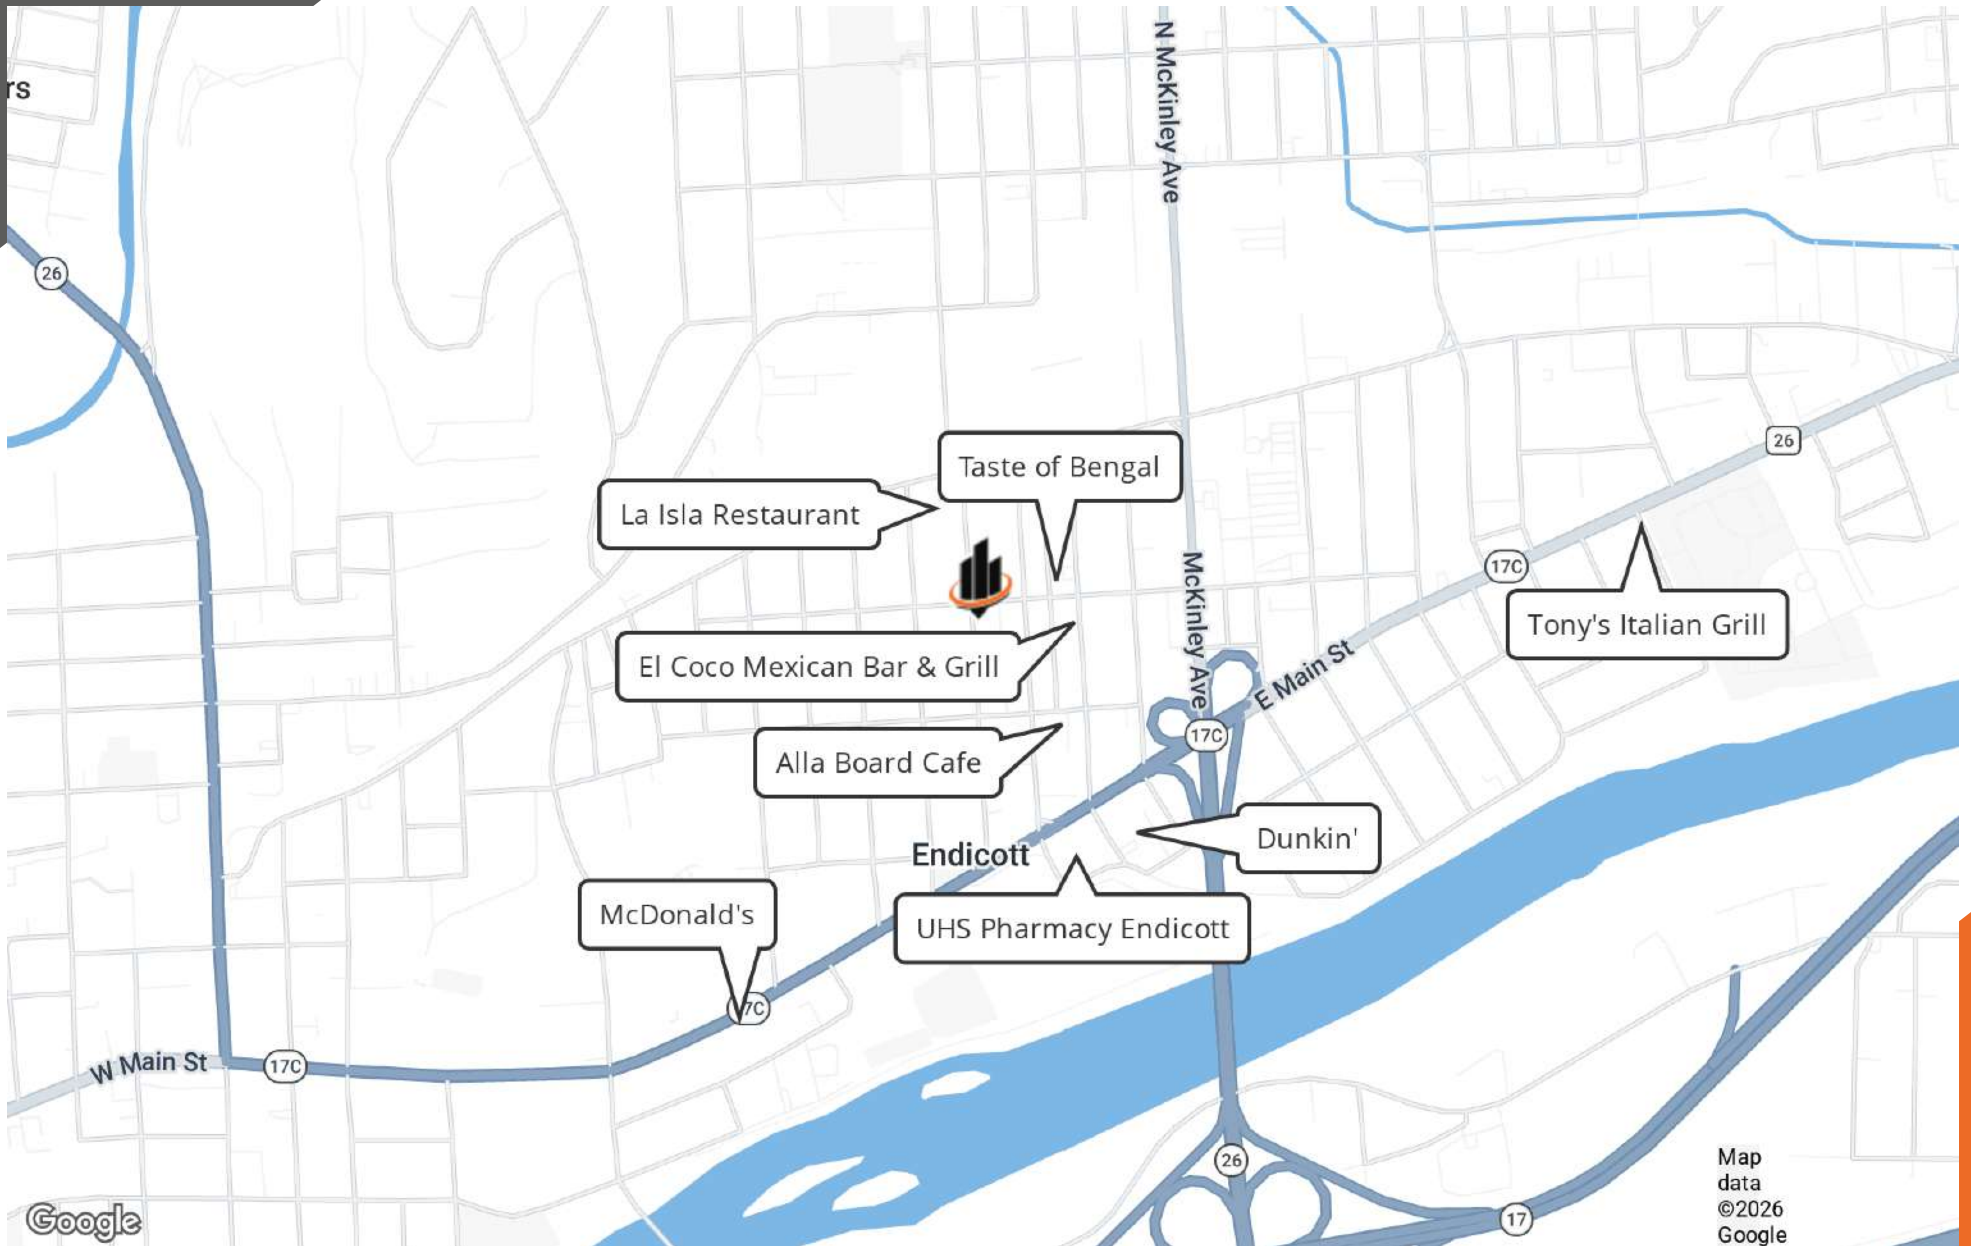 N McKinley Ave
rs
26
26
Taste of Bengal
La Isla Restaurant
17C
McKinley Ave
Tony's Italian Grill
El Coco Mexican Bar & Grill
E Main St
17C
Alla Board Cafe
Dunkin'
Endicott
McDonald's
UHS Pharmacy Endicott
7C
W Main St
17C
26
Map
data
©2026
Google
17
Google